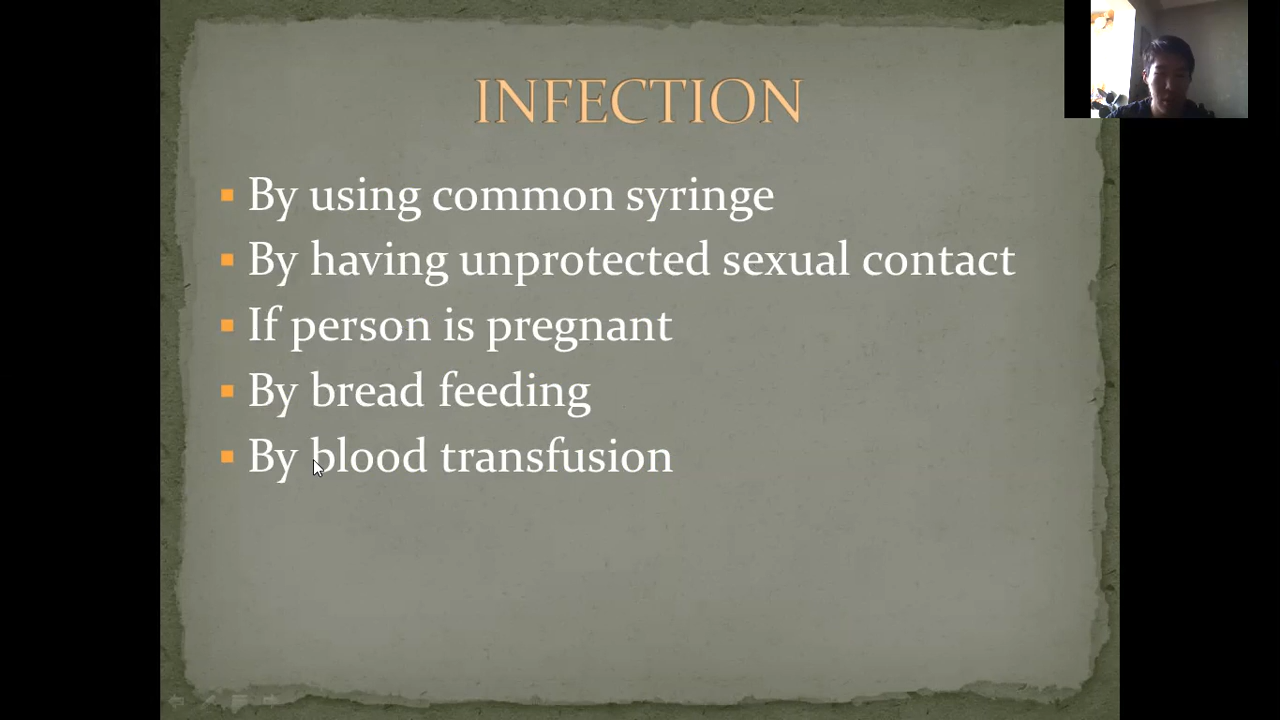 INFECTION
By using common syringe
By having unprotected sexual contact
If person is pregnant
By bread feeding
By blood transfusion